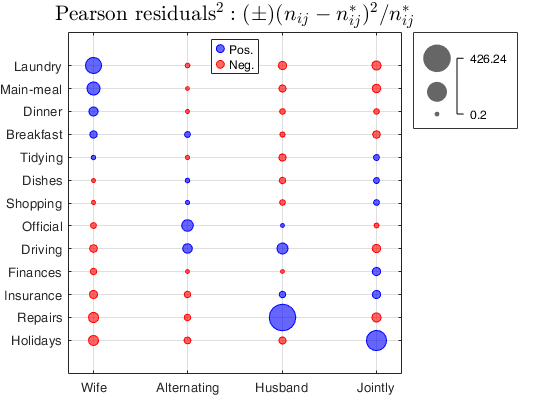 Pearson residuals² : (±)(nᵢⱼ − n*ᵢⱼ)²/n*ᵢⱼ
Pos.
Neg.
426.24
0.2
Laundry
Main-meal
Dinner
Breakfast
Tidying
Dishes
Shopping
Official
Driving
Finances
Insurance
Repairs
Holidays
Wife Alternating Husband Jointly